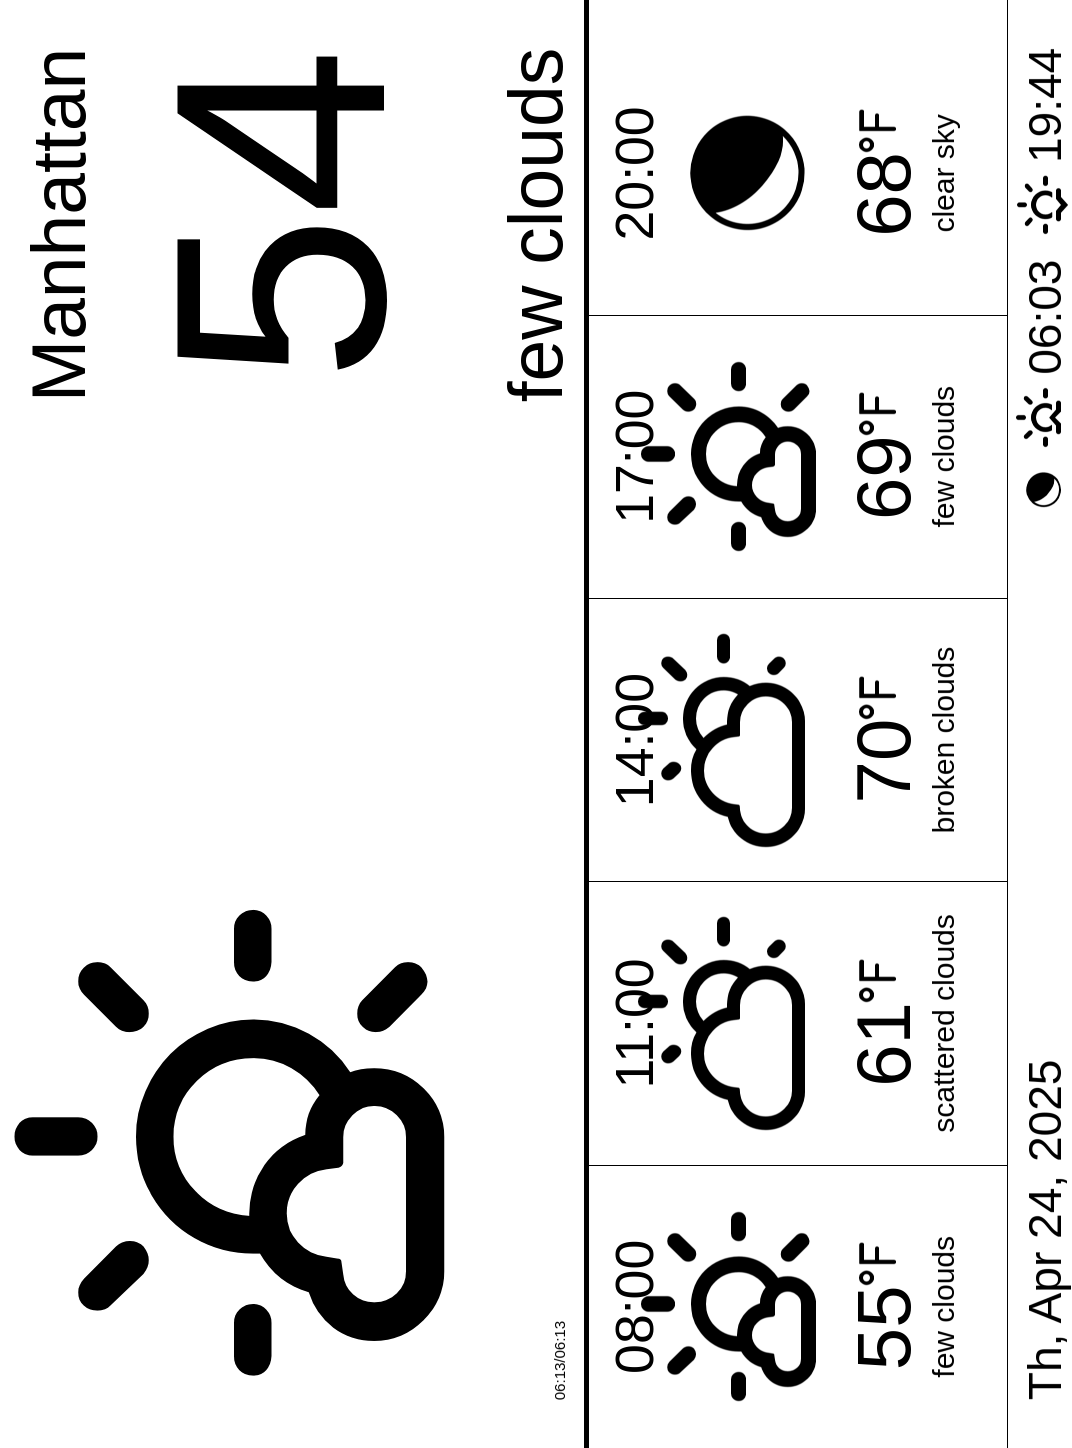 Manhattan
54
few clouds
06:13/06:13
08:00
55°F
few clouds
11:00
61°F
scattered clouds
14:00
70°F
broken clouds
17:00
69°F
few clouds
20:00
68°F
clear sky
Th, Apr 24, 2025
06:03
19:44